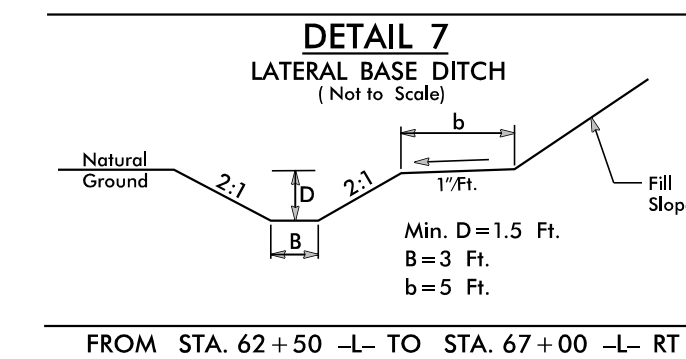 DETAIL 7
LATERAL BASE DITCH
( Not to Scale)
b
Natural
Ground
2:1
D
2:1
1"/Ft.
Fill
Slop
B
Min. D=1.5 Ft.
B=3 Ft.
b=5 Ft.
FROM STA. 62+50 -L- TO STA. 67+00 -L- RT